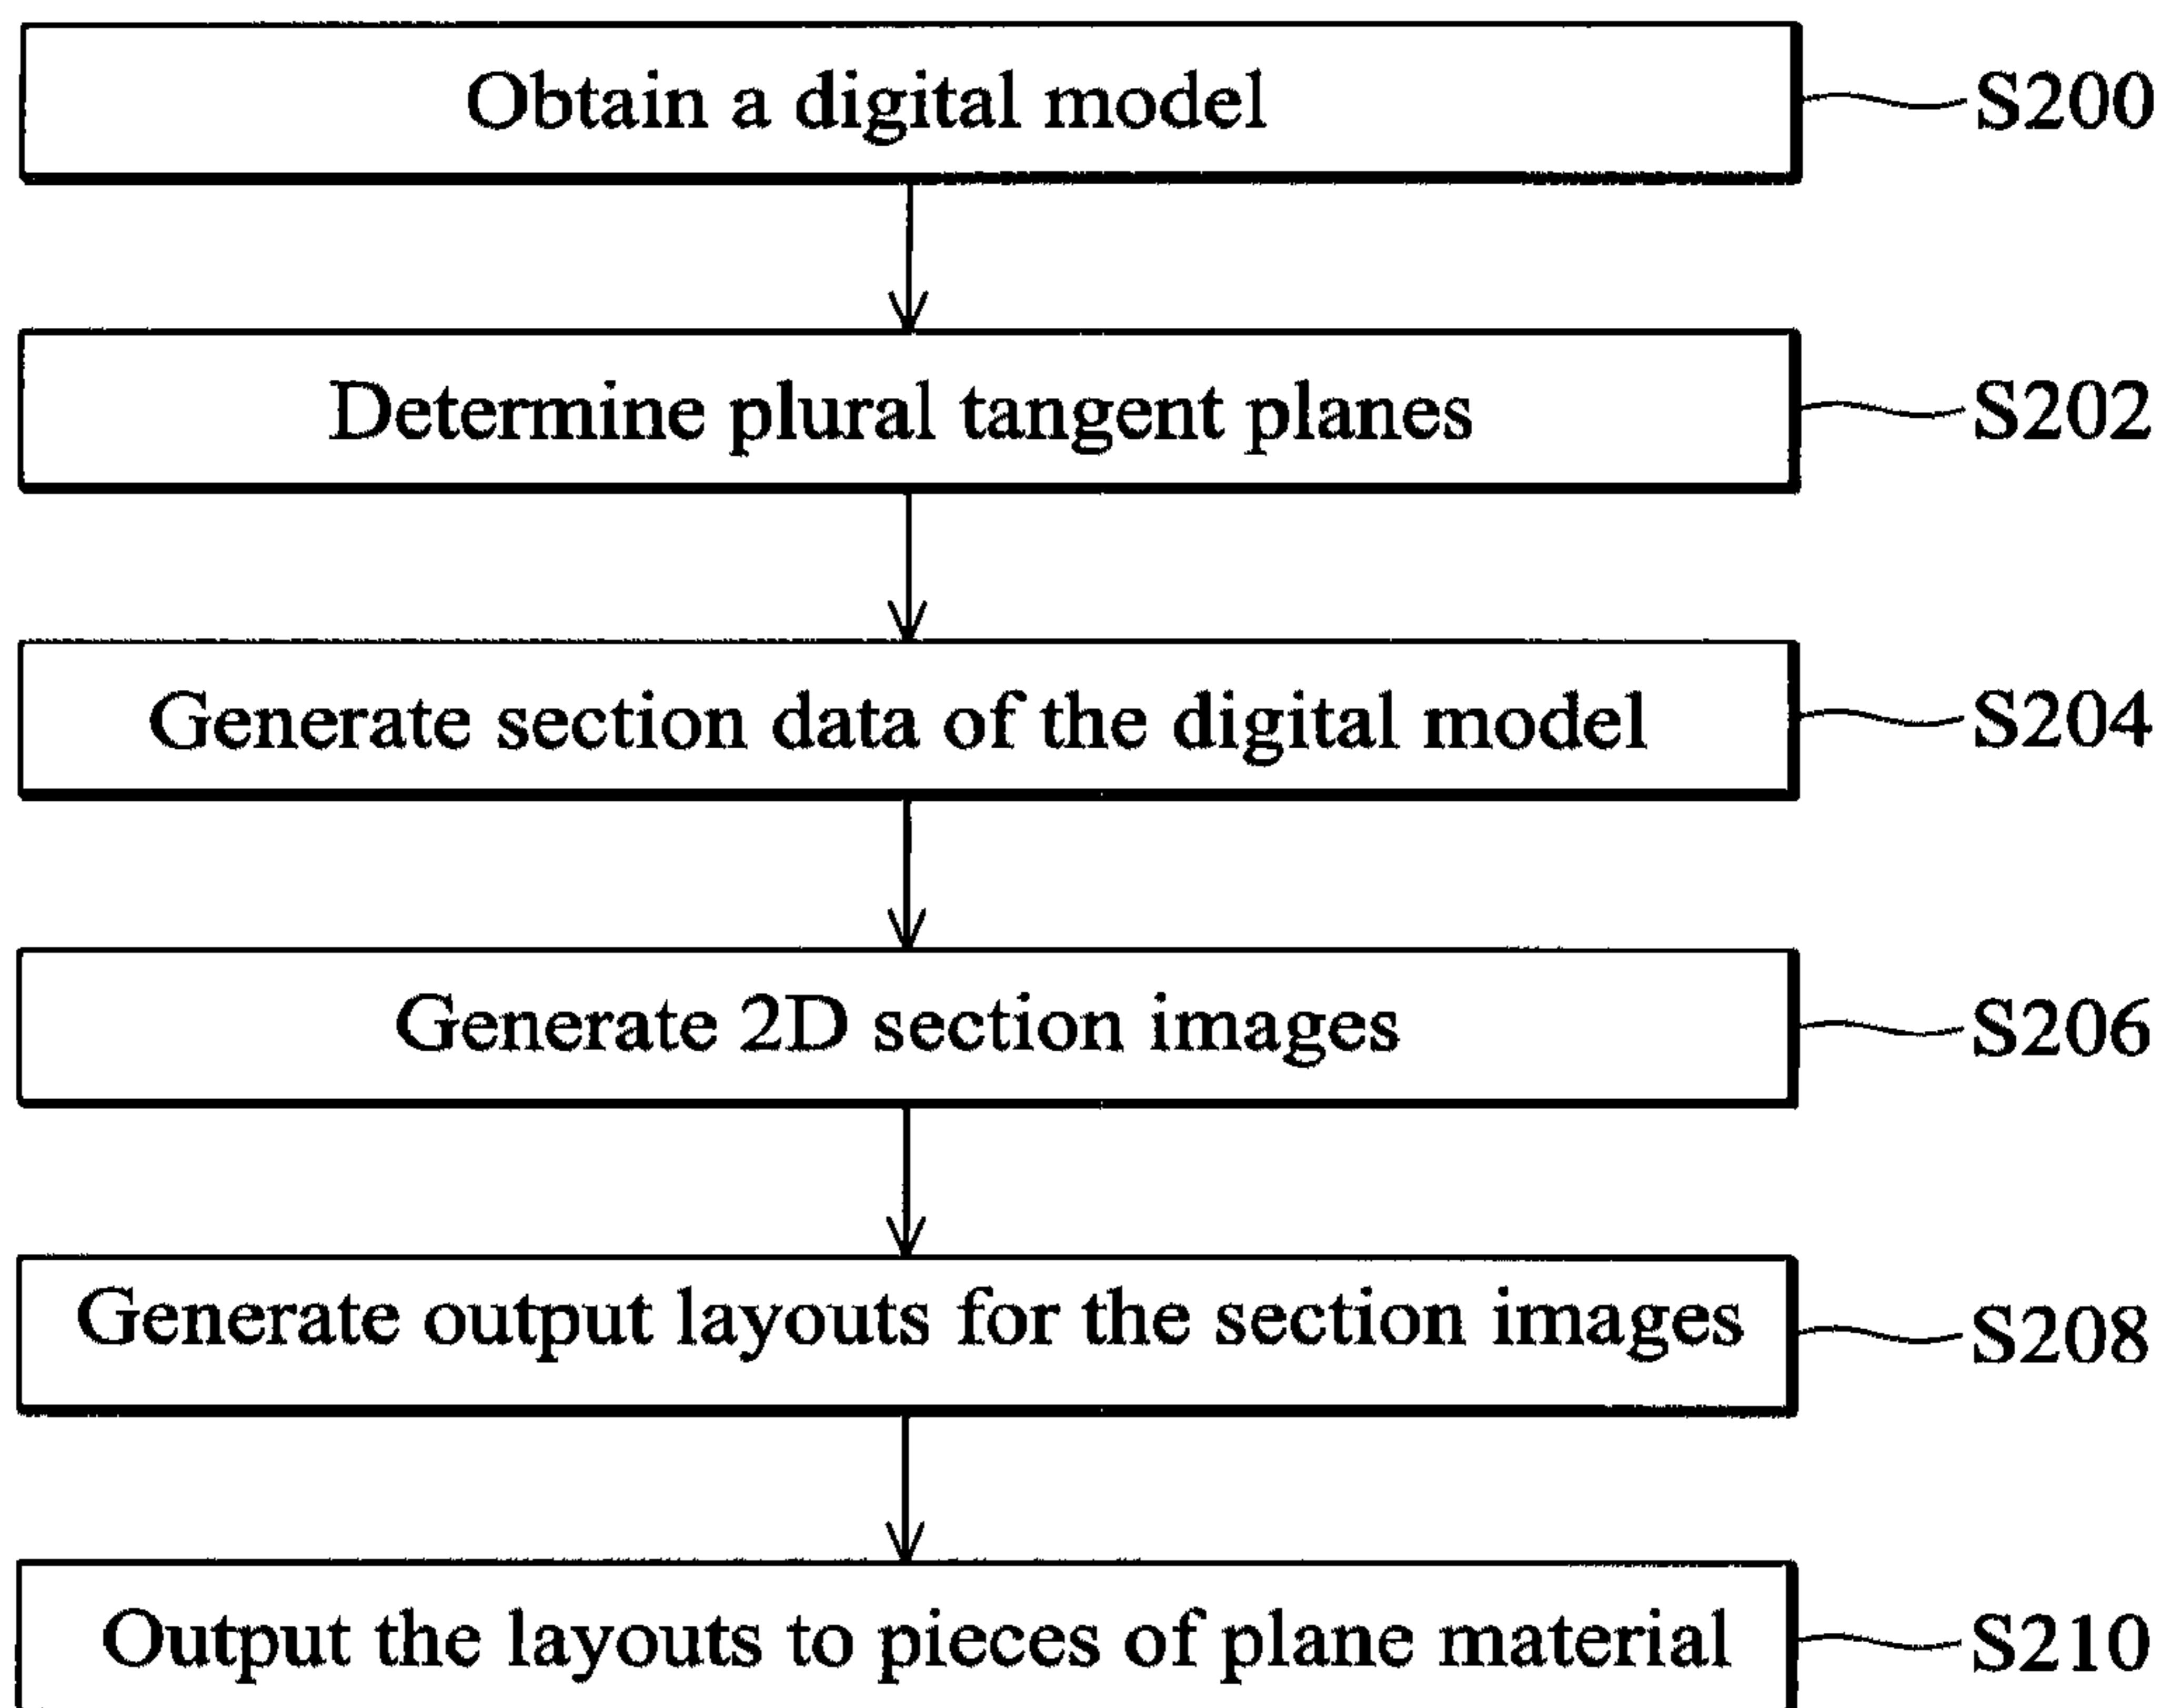 Obtain a digital model S200
Determine plural tangent planes S202
Generate section data of the digital model S204
Generate 2D section images S206
Generate output layouts for the section images S208
Output the layouts to pieces of plane material S210